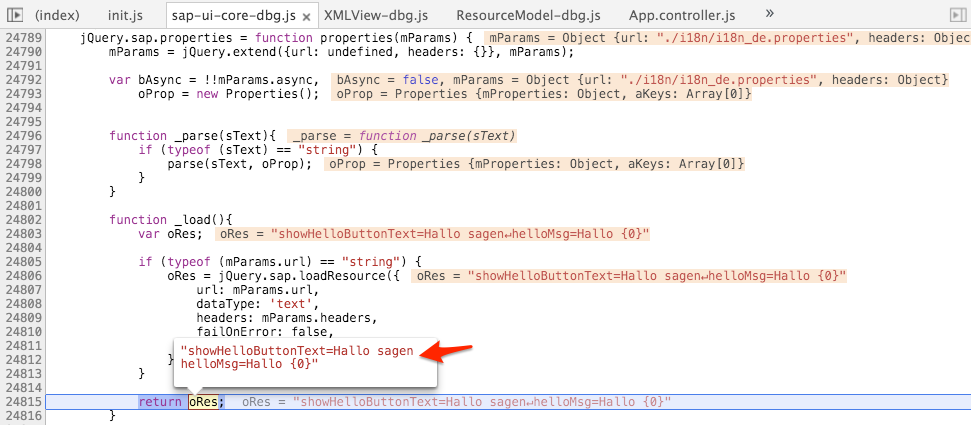 (index) init.js sap-ui-core-dbg.js × XMLView-dbg.js ResourceModel-dbg.js App.controller.js »
24789 jQuery.sap.properties = function properties(mParams) { mParams = Object {url: "./i18n/i18n_de.properties", headers: Objec
24790 mParams = jQuery.extend({url: undefined, headers: {}}, mParams);
24791
24792 var bAsync = !!mParams.async, bAsync = false, mParams = Object {url: "./i18n/i18n_de.properties", headers: Object}
24793 oProp = new Properties(); oProp = Properties {mProperties: Object, aKeys: Array[0]}
24794
24795
24796 function _parse(sText){ _parse = function _parse(sText)
24797 if (typeof (sText) == "string") {
24798 parse(sText, oProp); oProp = Properties {mProperties: Object, aKeys: Array[0]}
24799 }
24800 }
24801
24802 function _load(){
24803 var oRes; oRes = "showHelloButtonText=Hallo sagen↵helloMsg=Hallo {0}"
24804
24805 if (typeof (mParams.url) == "string") {
24806 oRes = jQuery.sap.loadResource({ oRes = "showHelloButtonText=Hallo sagen↵helloMsg=Hallo {0}"
24807 url: mParams.url,
24808 dataType: 'text',
24809 headers: mParams.headers,
24810 failOnError: false,
24811 "showHelloButtonText=Hallo sagen
24812 } helloMsg=Hallo {0}"
24813 }
24814
24815 return oRes; oRes = "showHelloButtonText=Hallo sagen↵helloMsg=Hallo {0}"
24816 }